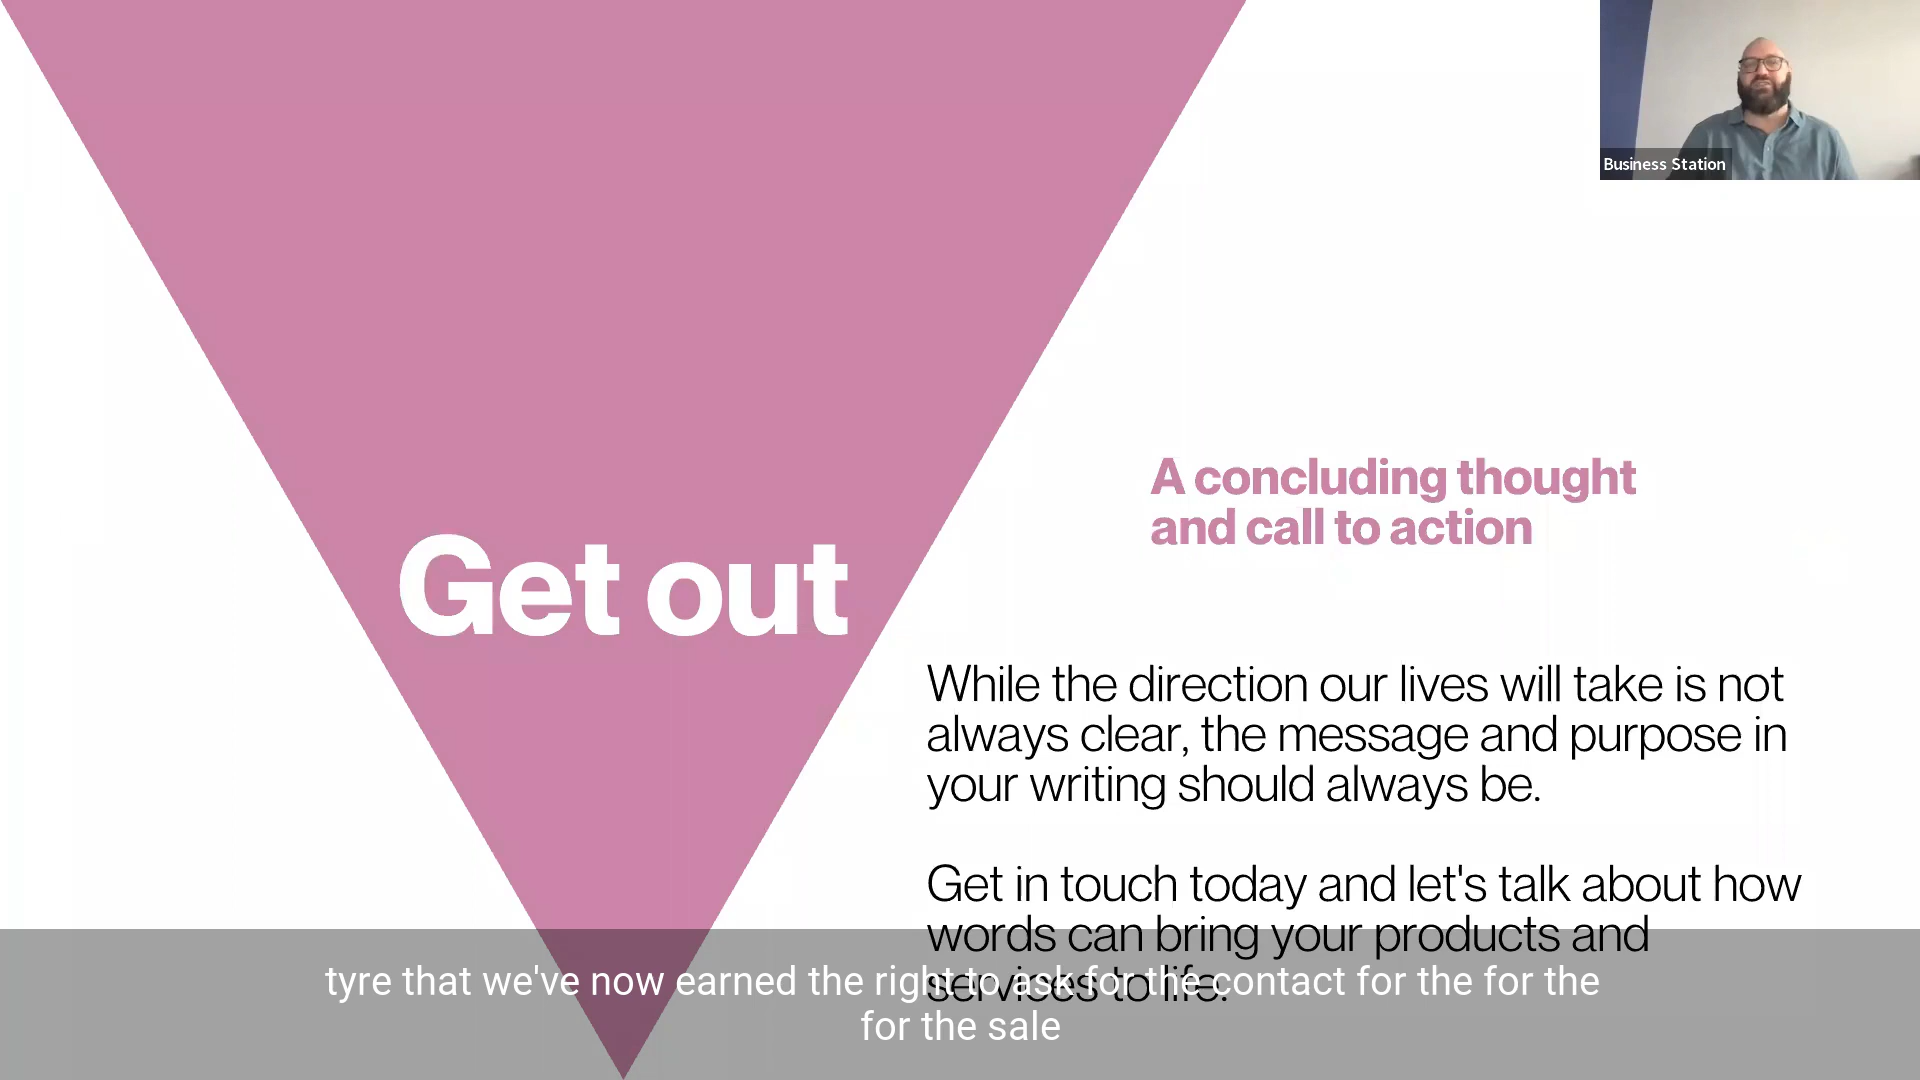 Business Station
A concluding thought
and call to action
Get out
While the direction our lives will take is not
always clear, the message and purpose in
your writing should always be.
Get in touch today and let's talk about how
words can bring your products and
services to life.
tyre that we've now earned the right to ask for the contact for the for the
for the sale